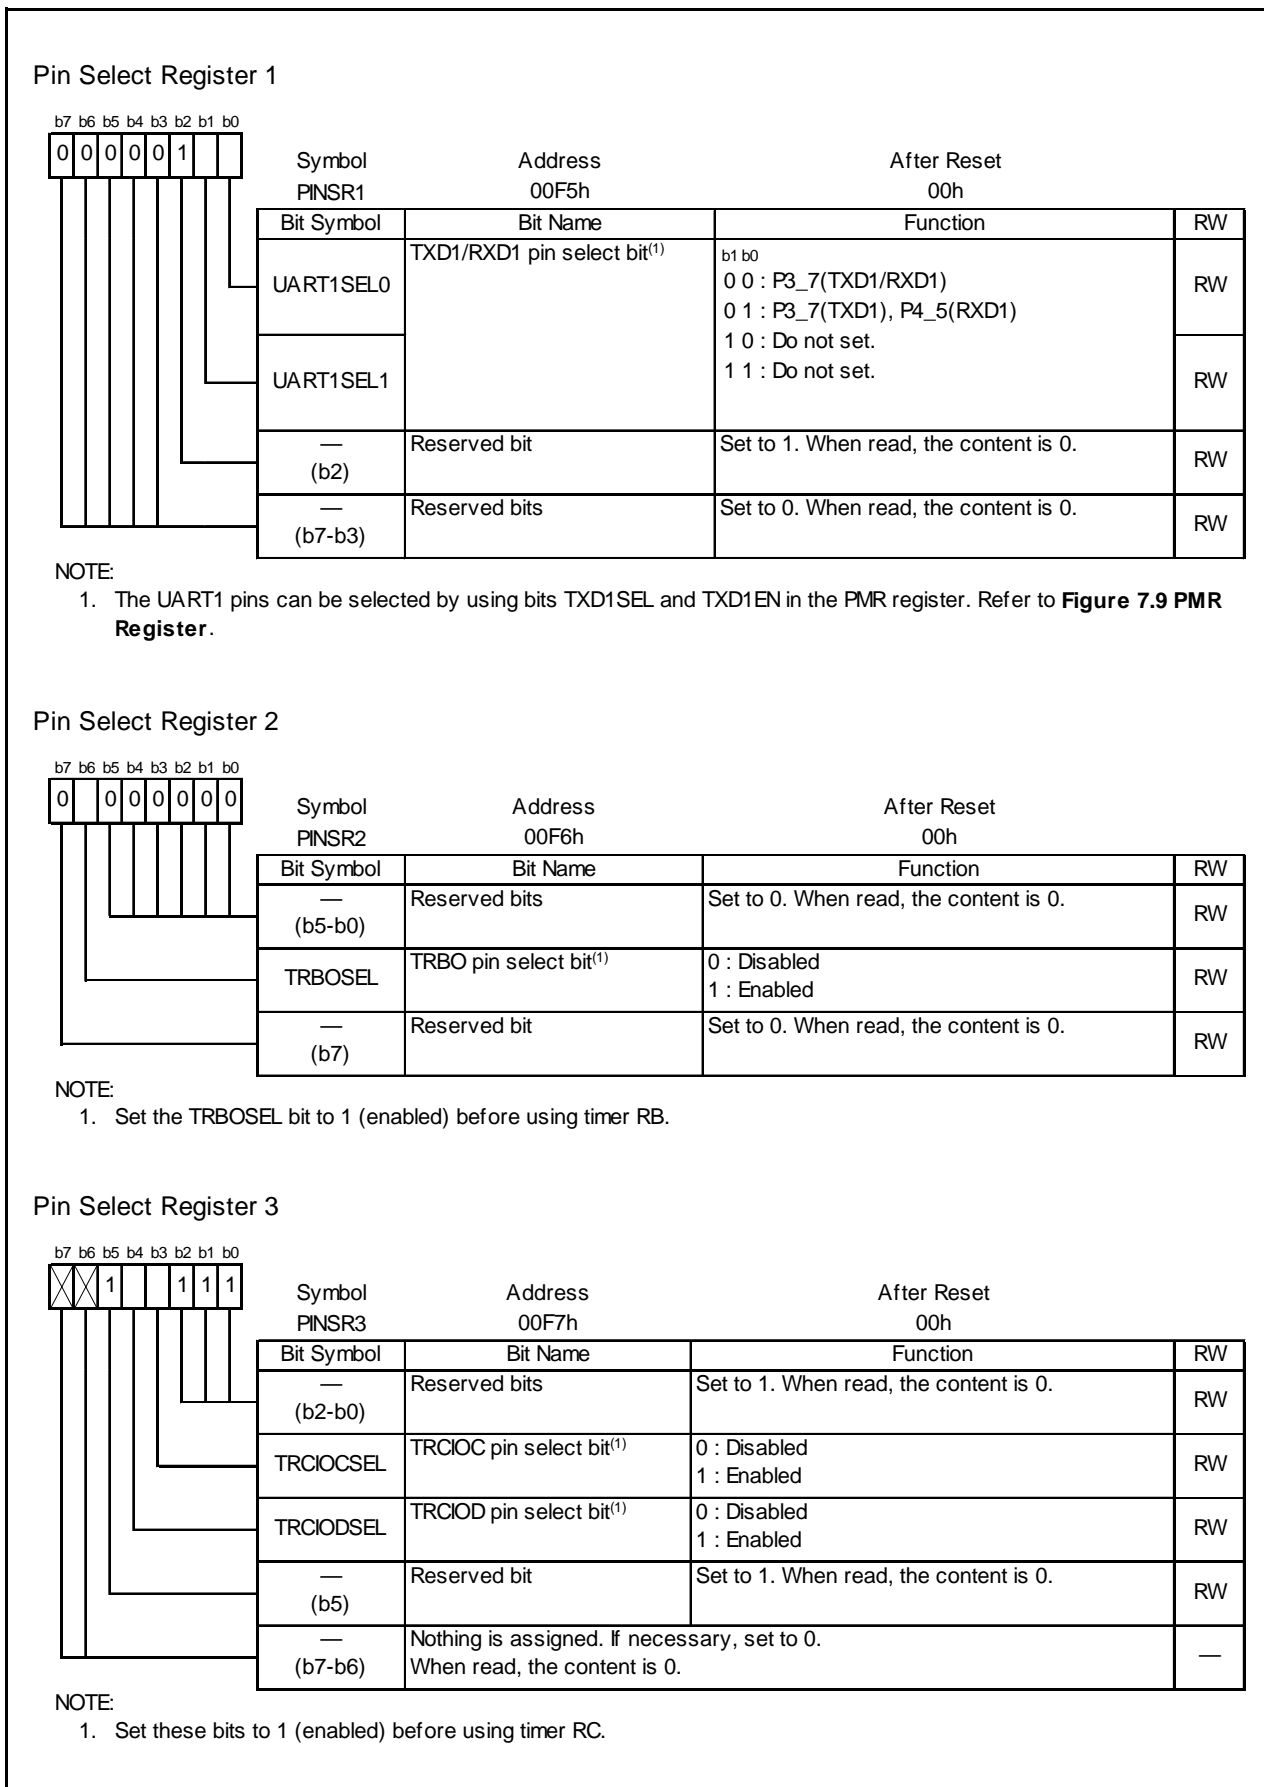 Pin Select Register 1
b7 b6 b5 b4 b3 b2 b1 b0
0 0 0 0 0 1
Symbol Address After Reset
PINSR1 00F5h 00h
Bit Symbol Bit Name Function RW
UART1SEL0 TXD1/RXD1 pin select bit(1) b1 b0 RW
0 0 : P3_7(TXD1/RXD1)
0 1 : P3_7(TXD1), P4_5(RXD1)
1 0 : Do not set.
UART1SEL1 1 1 : Do not set. RW
— Reserved bit Set to 1. When read, the content is 0. RW
(b2)
— Reserved bits Set to 0. When read, the content is 0. RW
(b7-b3)
NOTE:
1. The UART1 pins can be selected by using bits TXD1SEL and TXD1EN in the PMR register. Refer to Figure 7.9 PMR
Register.
Pin Select Register 2
b7 b6 b5 b4 b3 b2 b1 b0
0 0 0 0 0 0 0
Symbol Address After Reset
PINSR2 00F6h 00h
Bit Symbol Bit Name Function RW
— Reserved bits Set to 0. When read, the content is 0. RW
(b5-b0)
TRBOSEL TRBO pin select bit(1) 0 : Disabled RW
1 : Enabled
— Reserved bit Set to 0. When read, the content is 0. RW
(b7)
NOTE:
1. Set the TRBOSEL bit to 1 (enabled) before using timer RB.
Pin Select Register 3
b7 b6 b5 b4 b3 b2 b1 b0
1 1 1 1
Symbol Address After Reset
PINSR3 00F7h 00h
Bit Symbol Bit Name Function RW
— Reserved bits Set to 1. When read, the content is 0. RW
(b2-b0)
TRCIOCSEL TRCIOC pin select bit(1) 0 : Disabled RW
1 : Enabled
TRCIODSEL TRCIOD pin select bit(1) 0 : Disabled RW
1 : Enabled
— Reserved bit Set to 1. When read, the content is 0. RW
(b5)
— Nothing is assigned. If necessary, set to 0. —
(b7-b6) When read, the content is 0.
NOTE:
1. Set these bits to 1 (enabled) before using timer RC.